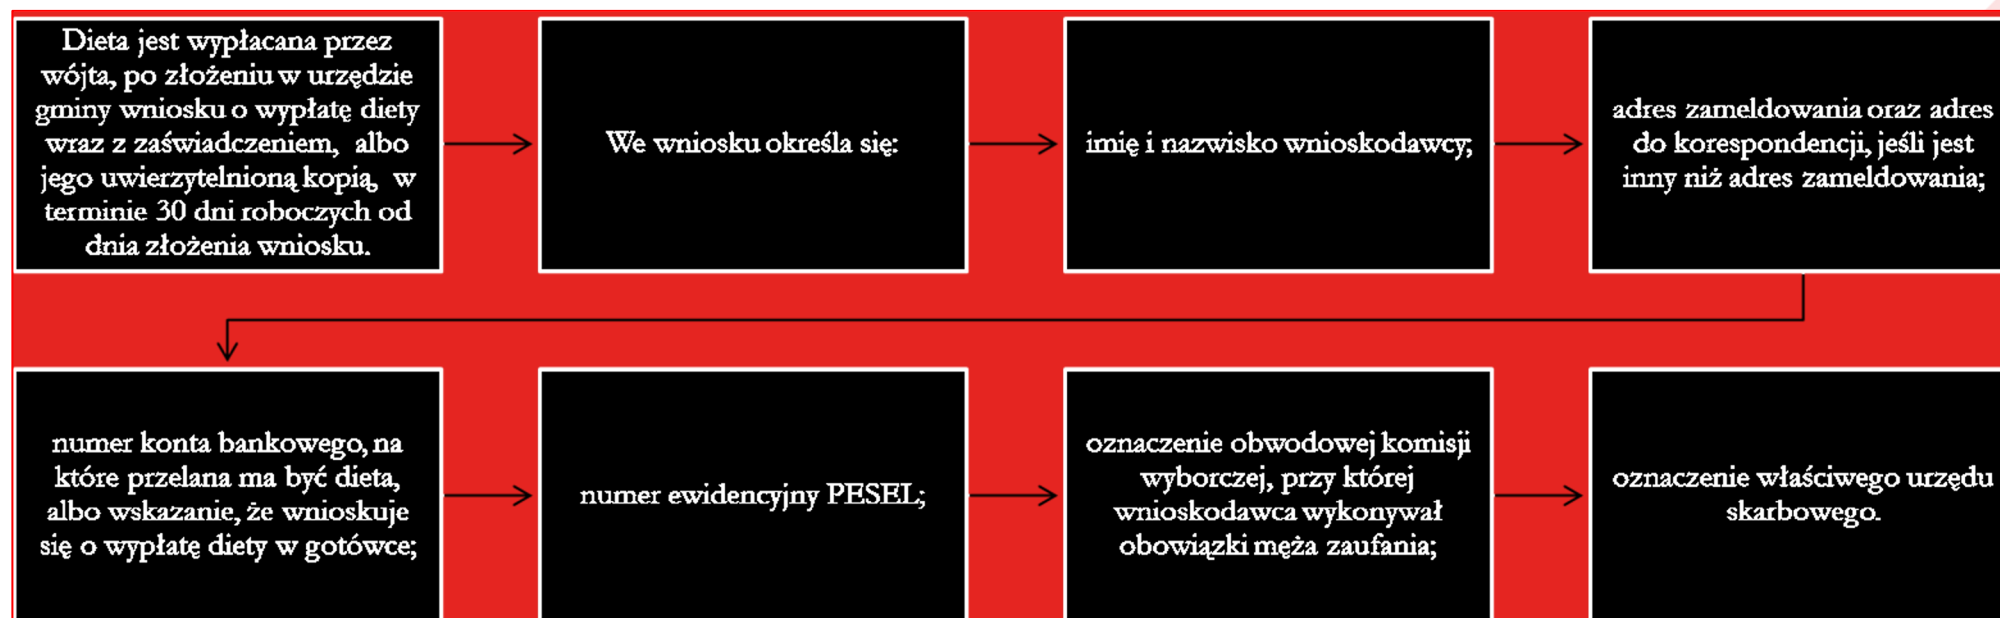 Dieta jest wypłacana przez
wójta, po złożeniu w urzędzie
gminy wniosku o wypłatę diety
wraz z zaświadczeniem, albo
jego uwierzytelnioną kopią, w
terminie 30 dni roboczych od
dnia złożenia wniosku.
We wniosku określa się:
imię i nazwisko wnioskodawcy;
adres zameldowania oraz adres
do korespondencji, jeśli jest
inny niż adres zameldowania;
numer konta bankowego, na
które przelana ma być dieta,
albo wskazanie, że wnioskuje
się o wypłatę diety w gotówce;
numer ewidencyjny PESEL;
oznaczenie obwodowej komisji
wyborczej, przy której
wnioskodawca wykonywał
obowiązki męża zaufania;
oznaczenie właściwego urzędu
skarbowego.